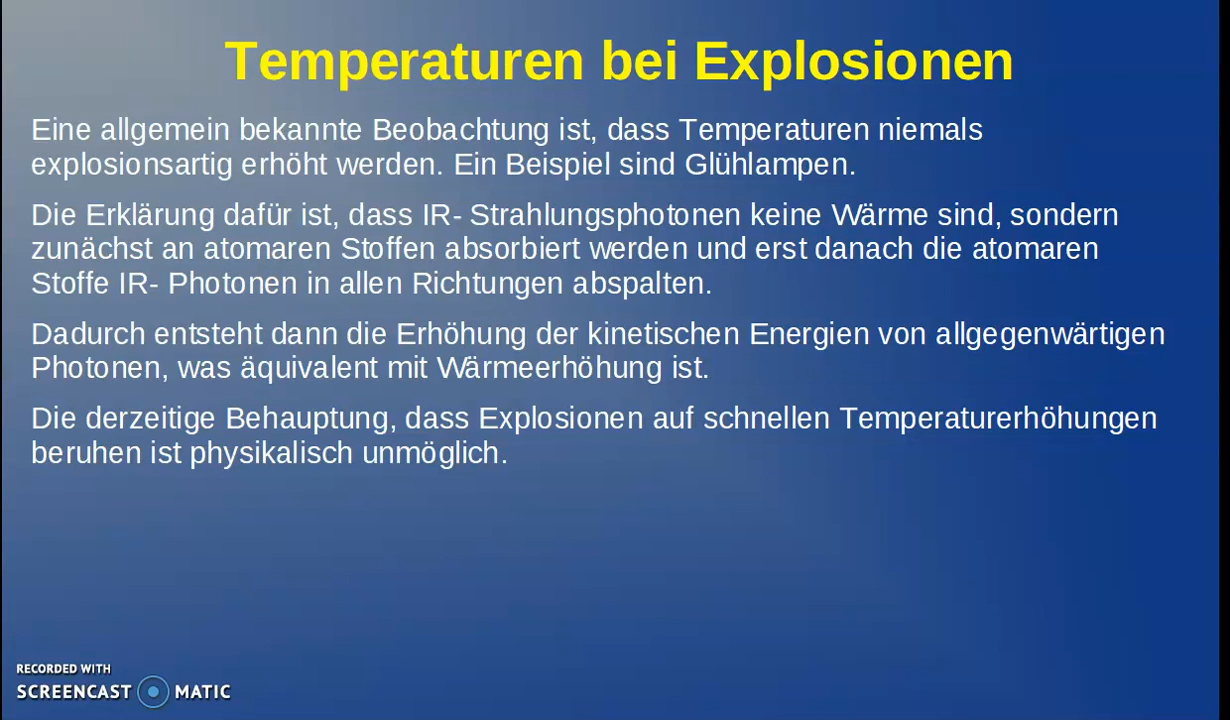 Temperaturen bei Explosionen
Eine allgemein bekannte Beobachtung ist, dass Temperaturen niemals
explosionsartig erhöht werden. Ein Beispiel sind Glühlampen.
Die Erklärung dafür ist, dass IR- Strahlungsphotonen keine Wärme sind, sondern
zunächst an atomaren Stoffen absorbiert werden und erst danach die atomaren
Stoffe IR- Photonen in allen Richtungen abspalten.
Dadurch entsteht dann die Erhöhung der kinetischen Energien von allgegenwärtigen
Photonen, was äquivalent mit Wärmeerhöhung ist.
Die derzeitige Behauptung, dass Explosionen auf schnellen Temperaturerhöhungen
beruhen ist physikalisch unmöglich.
RECORDED WITH
SCREENCAST MATIC